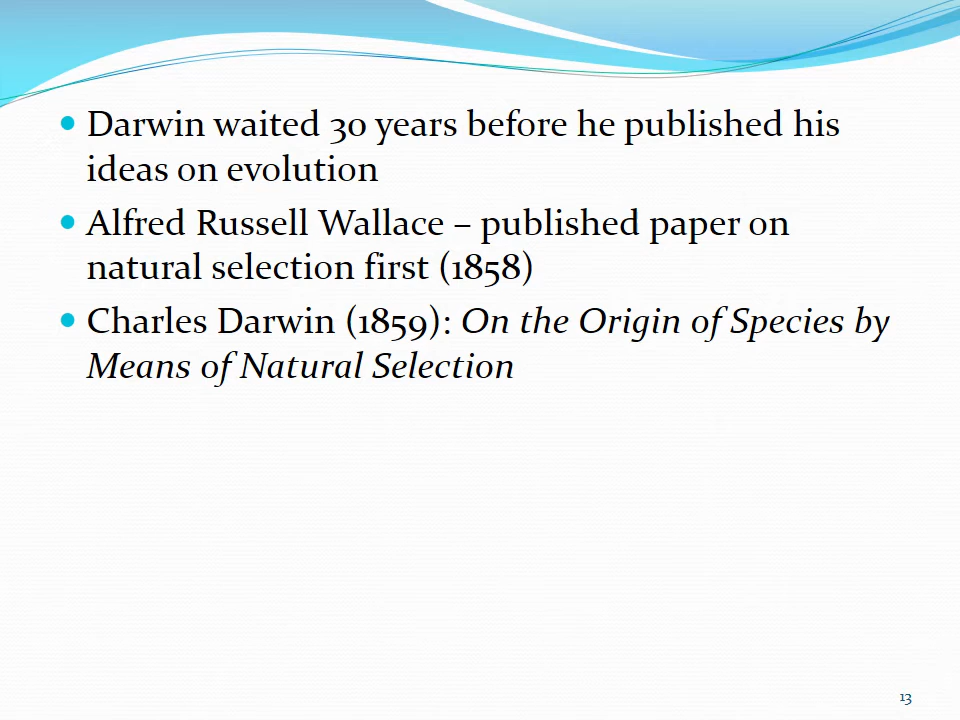 • Darwin waited 30 years before he published his
ideas on evolution
• Alfred Russell Wallace – published paper on
natural selection first (1858)
• Charles Darwin (1859): On the Origin of Species by
Means of Natural Selection
13